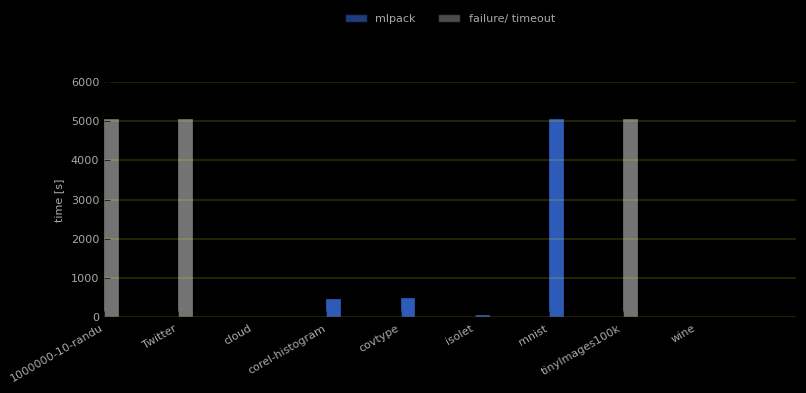 mlpack failure/ timeout
6000
5000
4000
3000
2000
1000
0
time [s]
1000000-10-randu
Twitter
cloud
corel-histogram
covtype
isolet
mnist
tinyImages100k
wine